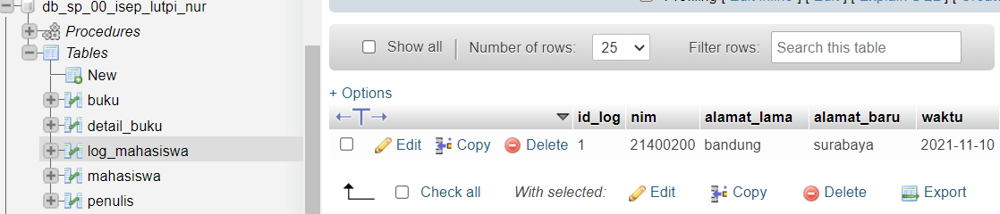 db_sp_00_isep_lutpi_nur
Procedures
Tables
New
buku
detail_buku
log_mahasiswa
mahasiswa
penulis
Show all Number of rows: 25 Filter rows: Search this table
+ Options
id_log nim alamat_lama alamat_baru waktu
Edit Copy Delete 1 21400200 bandung surabaya 2021-11-10
Check all With selected: Edit Copy Delete Export